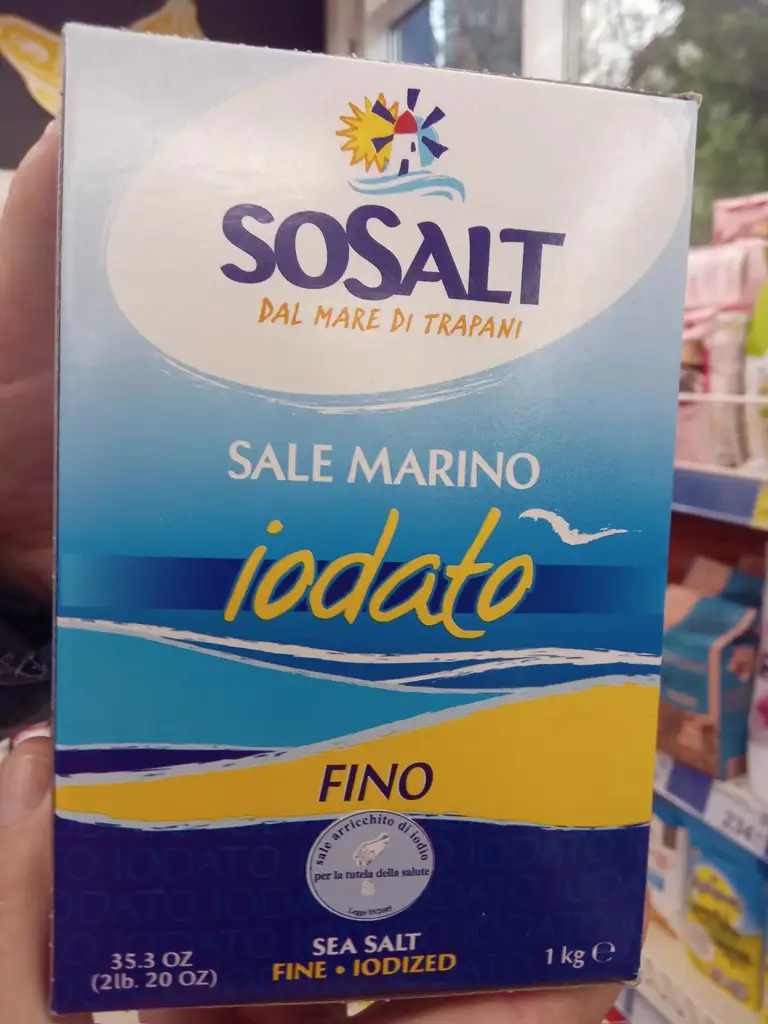 SOSALT
DAL MARE DI TRAPANI
SALE MARINO
iodato
FINO
sale arricchito di iodio
per la tutela della salute
35.3 OZ
(2lb. 20 OZ)
SEA SALT
FINE • IODIZED
1 kg ℮